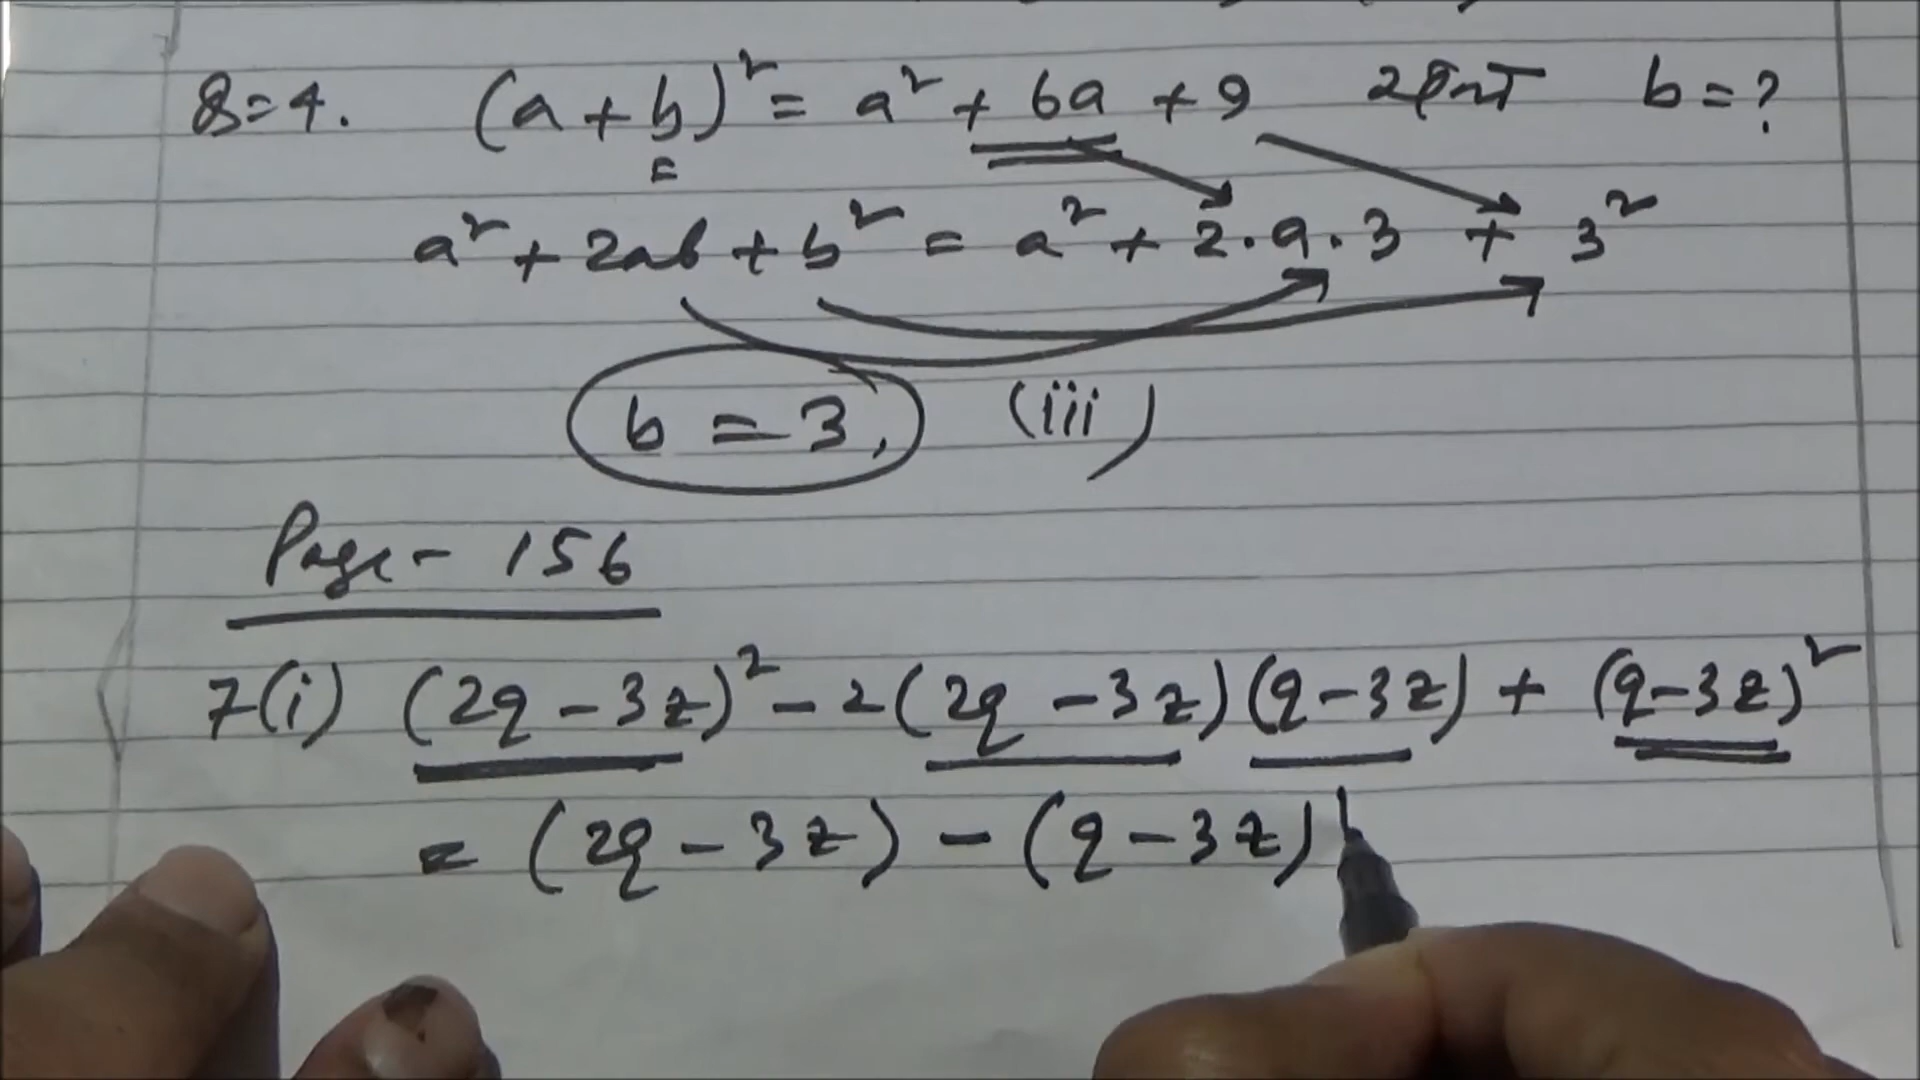 8=4. (a+b)² = a² + 6a + 9 হলে b=?
=
a² + 2ab + b² = a² + 2·a·3 + 3²
b = 3, (iii)
Page - 156
7(i) (2q - 3z)² - 2(2q - 3z)(q - 3z) + (q - 3z)²
= (2q - 3z) - (q - 3z)